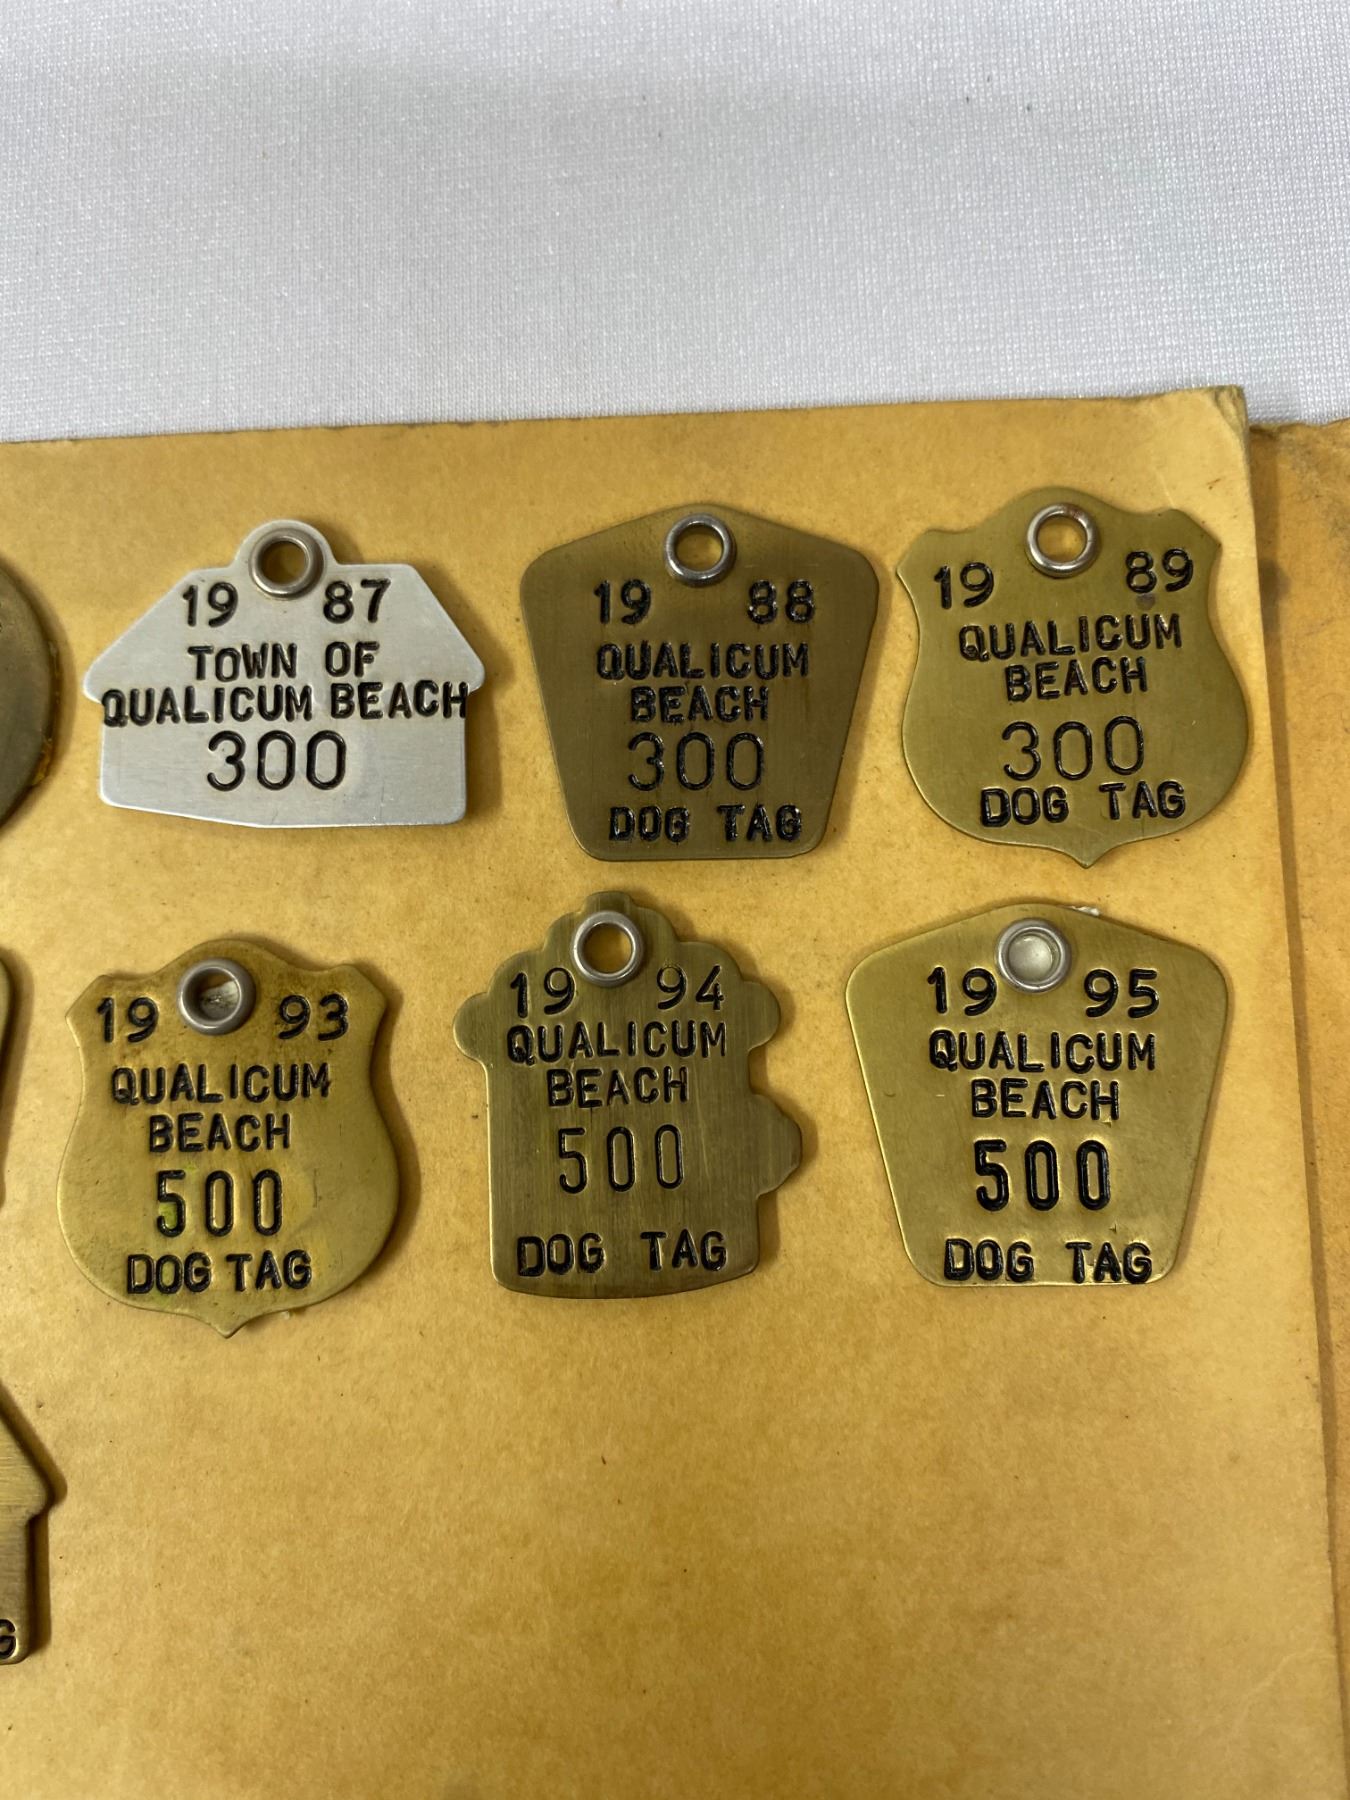 19 87
TOWN OF
QUALICUM BEACH
300
19 88
QUALICUM
BEACH
300
DOG TAG
19 89
QUALICUM
BEACH
300
DOG TAG
19 93
QUALICUM
BEACH
500
DOG TAG
19 94
QUALICUM
BEACH
500
DOG TAG
19 95
QUALICUM
BEACH
500
DOG TAG
G